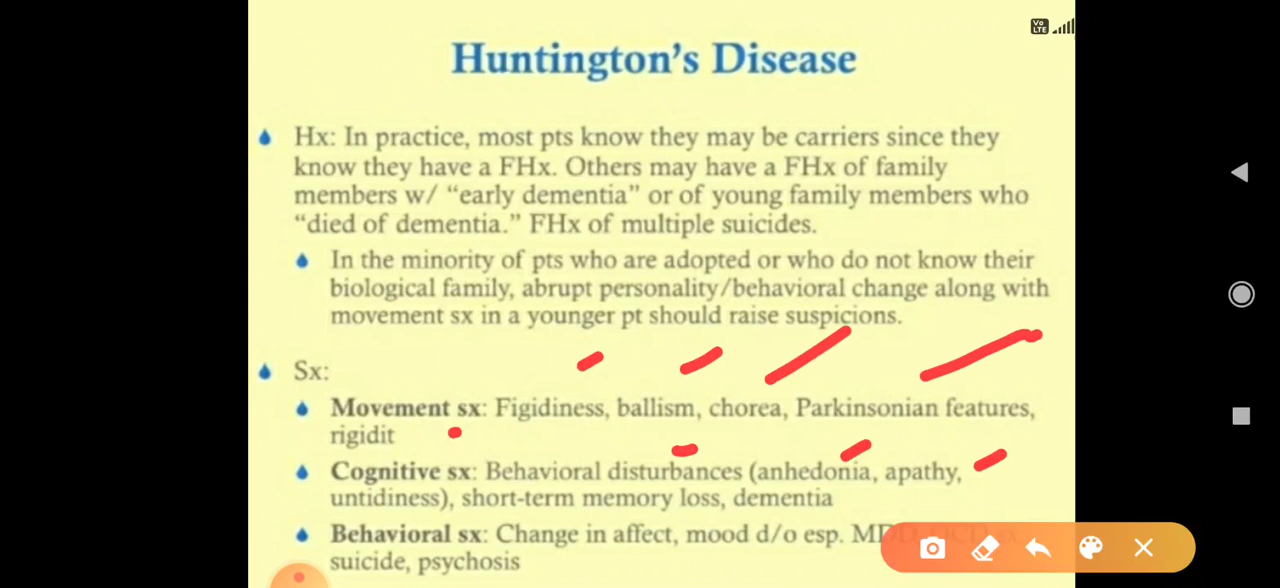 Vo
LTE
Huntington's Disease
Hx: In practice, most pts know they may be carriers since they
know they have a FHx. Others may have a FHx of family
members w/ “early dementia” or of young family members who
“died of dementia.” FHx of multiple suicides.
In the minority of pts who are adopted or who do not know their
biological family, abrupt personality/behavioral change along with
movement sx in a younger pt should raise suspicions.
Sx:
Movement sx: Figidiness, ballism, chorea, Parkinsonian features,
rigidit
Cognitive sx: Behavioral disturbances (anhedonia, apathy,
untidiness), short-term memory loss, dementia
Behavioral sx: Change in affect, mood d/o esp. MDD, OCD sx
suicide, psychosis